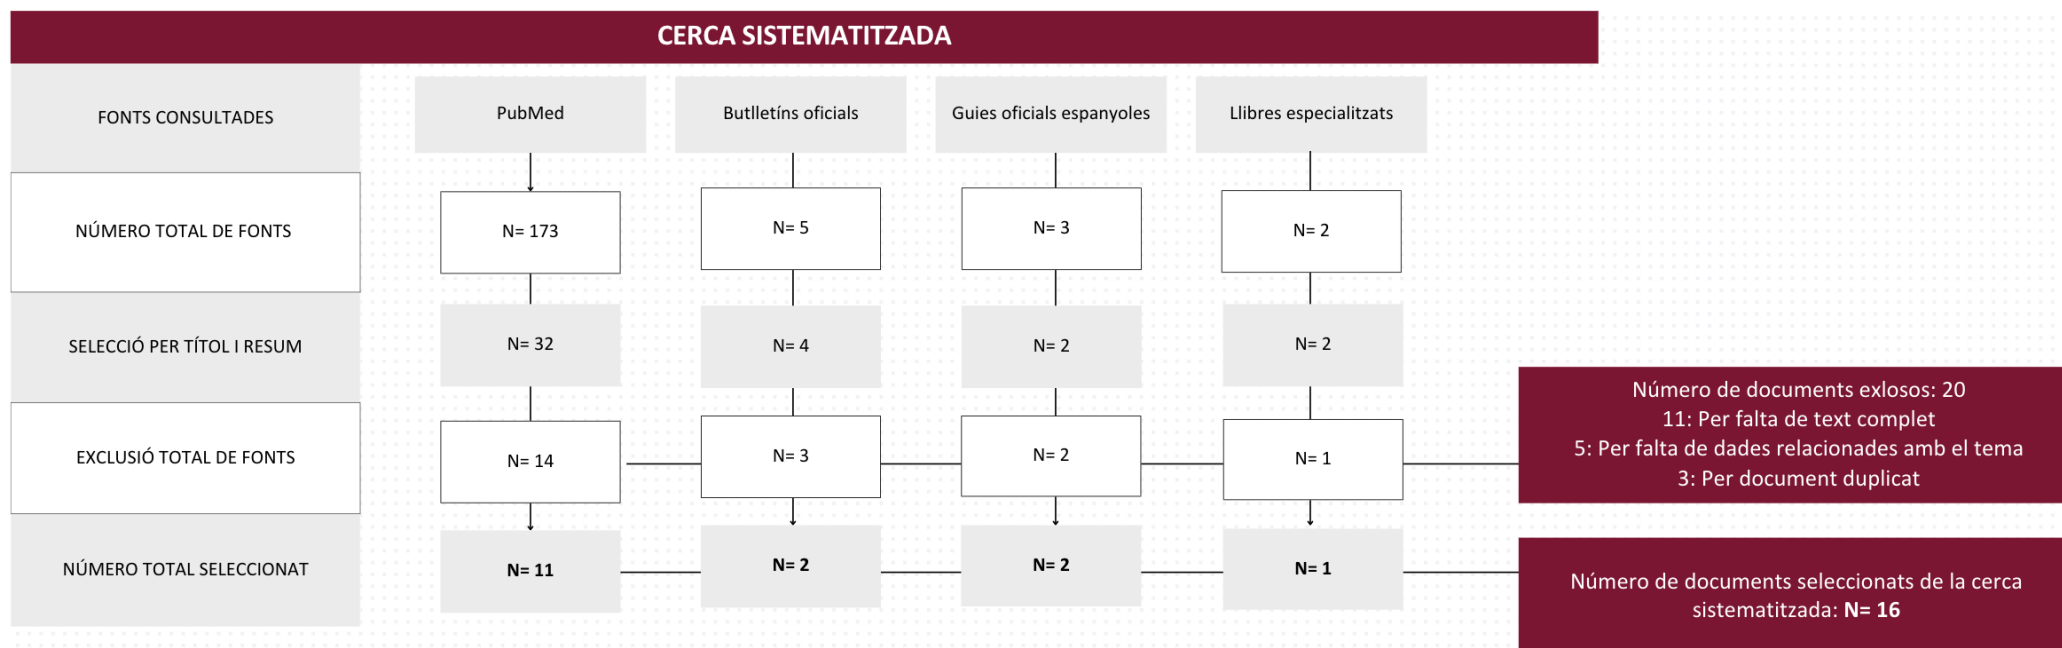 CERCA SISTEMATITZADA
FONTS CONSULTADES
PubMed
Butlletíns oficials
Guies oficials espanyoles
Llibres especialitzats
NÚMERO TOTAL DE FONTS
N= 173
N= 5
N= 3
N= 2
SELECCIÓ PER TÍTOL I RESUM
N= 32
N= 4
N= 2
N= 2
EXCLUSIÓ TOTAL DE FONTS
N= 14
N= 3
N= 2
N= 1
Número de documents exlosos: 20
11: Per falta de text complet
5: Per falta de dades relacionades amb el tema
3: Per document duplicat
NÚMERO TOTAL SELECCIONAT
N= 11
N= 2
N= 2
N= 1
Número de documents seleccionats de la cerca
sistematitzada: N= 16